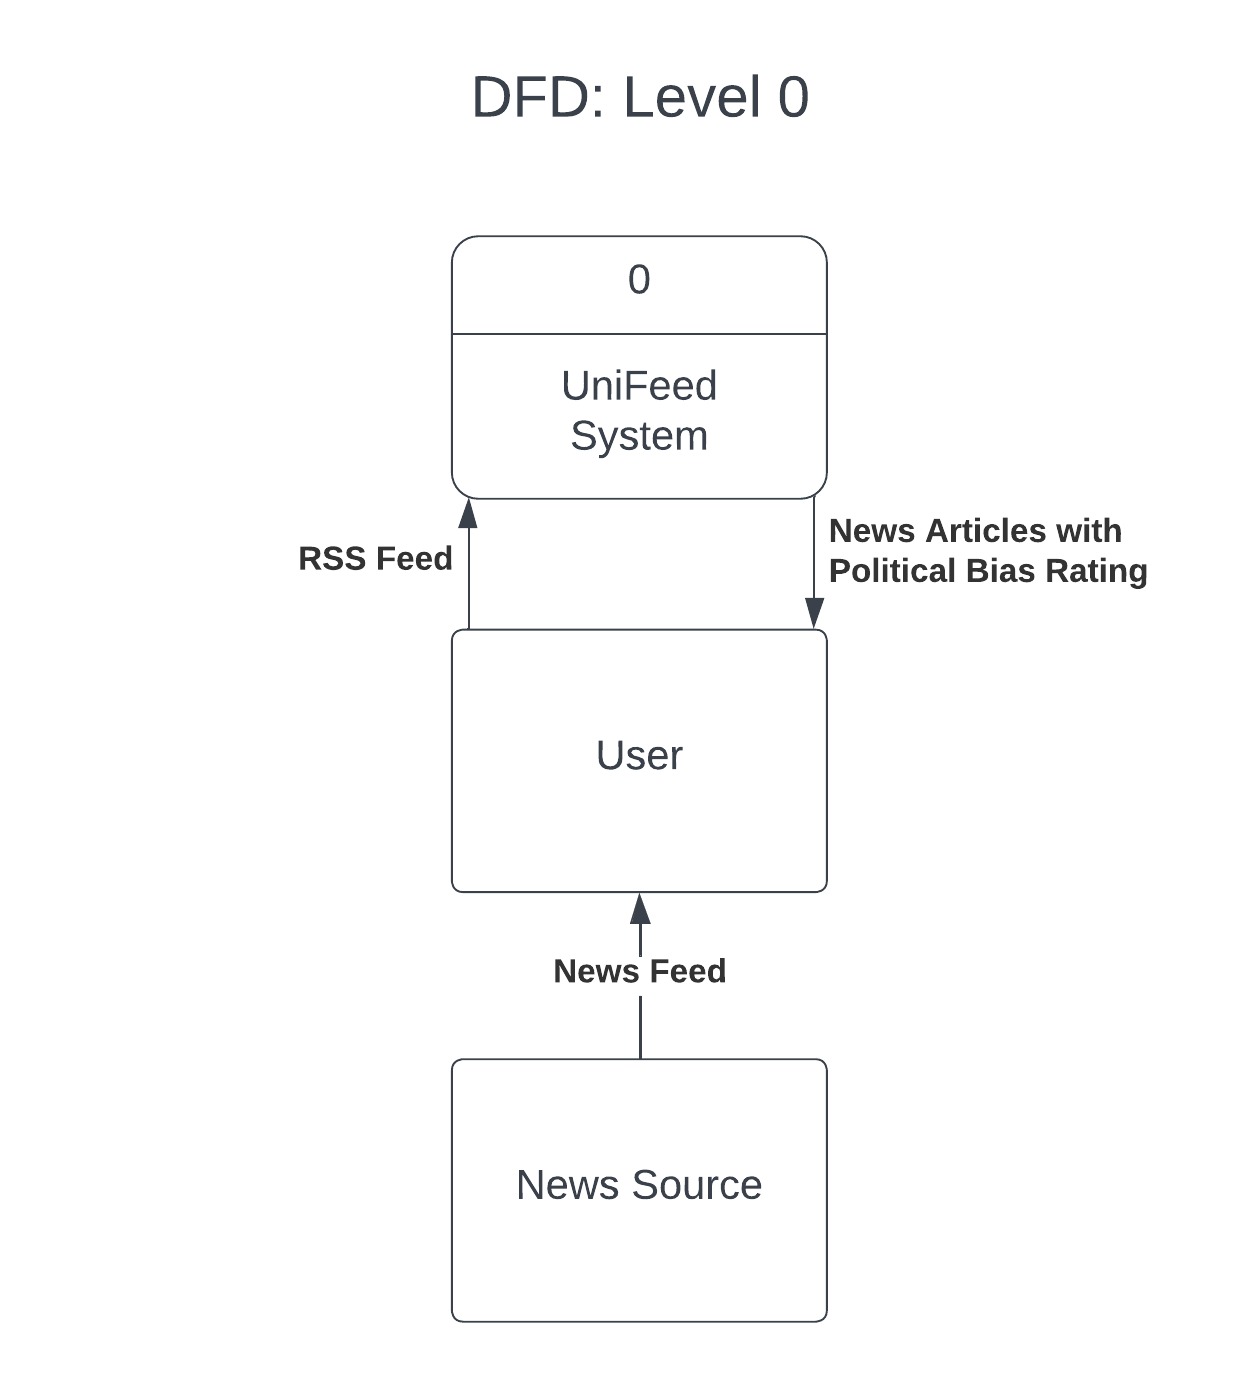 DFD: Level 0
0
UniFeed
System
RSS Feed
News Articles with
Political Bias Rating
User
News Feed
News Source